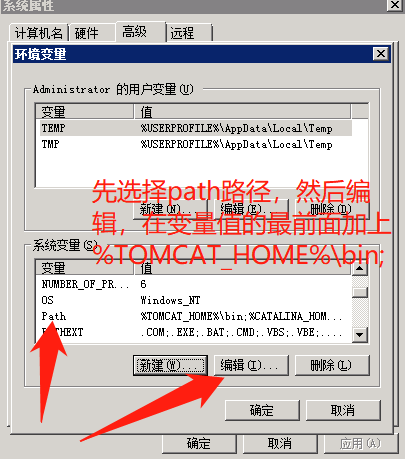 系统属性
计算机名 硬件 高级 远程
环境变量
Administrator 的用户变量(U)
变量 值
TEMP %USERPROFILE%\AppData\Local\Temp
TMP %USERPROFILE%\AppData\Local\Temp
先选择path路径，然后编
辑，在变量值的最前面加上
%TOMCAT_HOME%\bin;
新建(N)... 编辑(E)... 删除(D)
系统变量(S)
变量 值
NUMBER_OF_PR... 6
OS Windows_NT
Path %TOMCAT_HOME%\bin;%CATALINA_HOM...
.COM;.EXE;.BAT;.CMD;.VBS;.VBE;....
新建(W)... 编辑(I)... 删除(L)
确定 取消
确定 取消 应用(A)